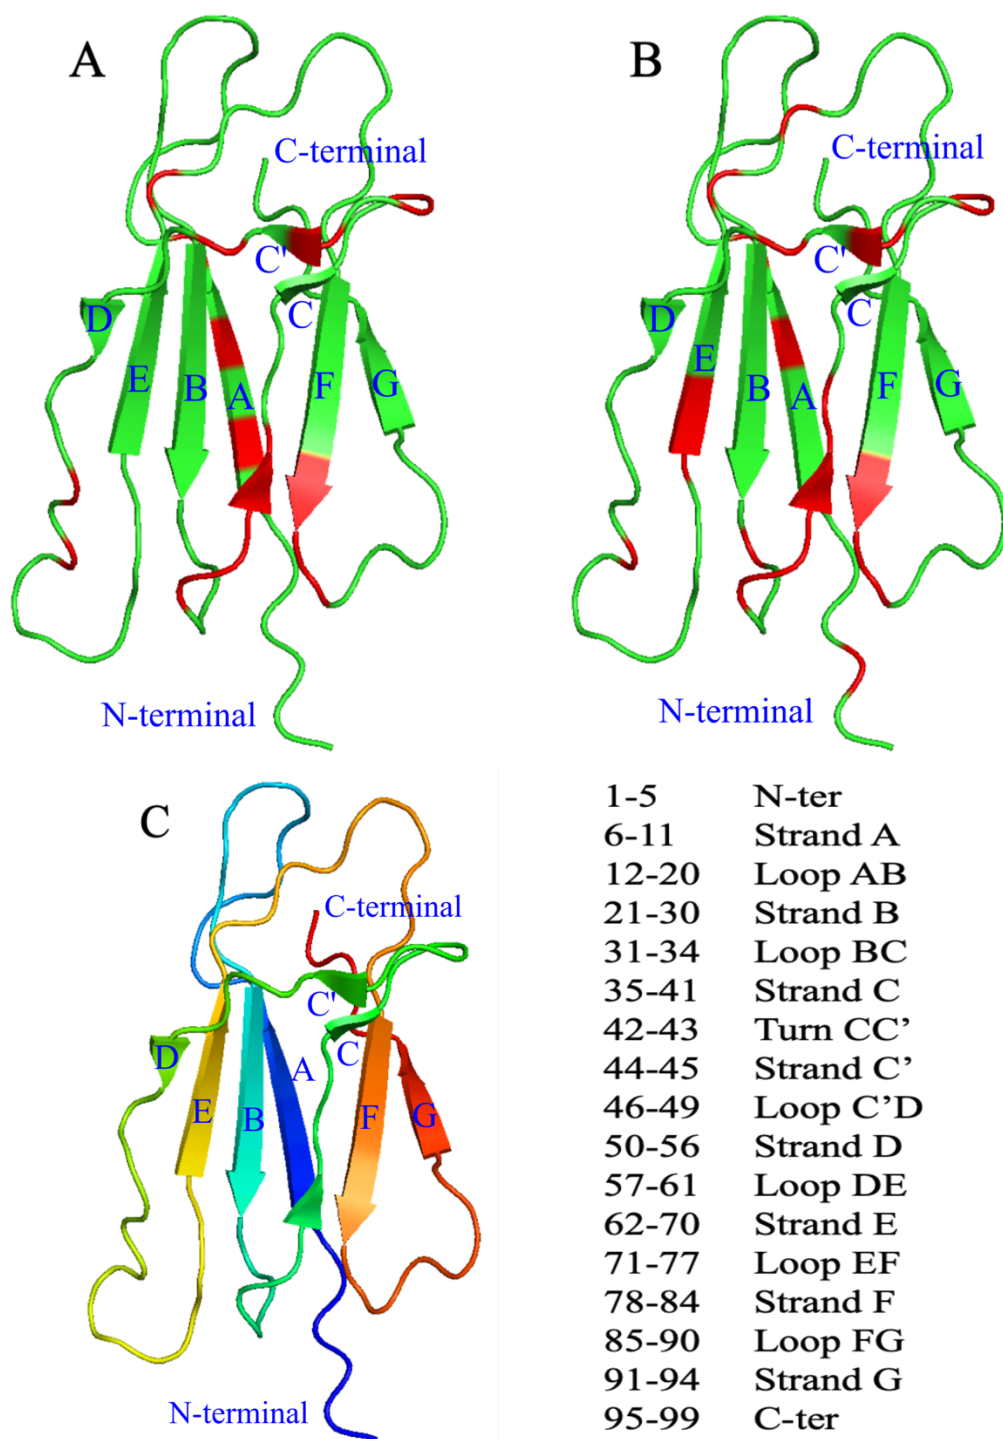 A
C-terminal
C'
C
D
E
B
A
F
G
N-terminal
B
C-terminal
C'
C
D
E
B
A
F
G
N-terminal
C
C-terminal
C'
C
D
A
E
B
F
G
N-terminal
1-5 N-ter
6-11 Strand A
12-20 Loop AB
21-30 Strand B
31-34 Loop BC
35-41 Strand C
42-43 Turn CC’
44-45 Strand C’
46-49 Loop C’D
50-56 Strand D
57-61 Loop DE
62-70 Strand E
71-77 Loop EF
78-84 Strand F
85-90 Loop FG
91-94 Strand G
95-99 C-ter